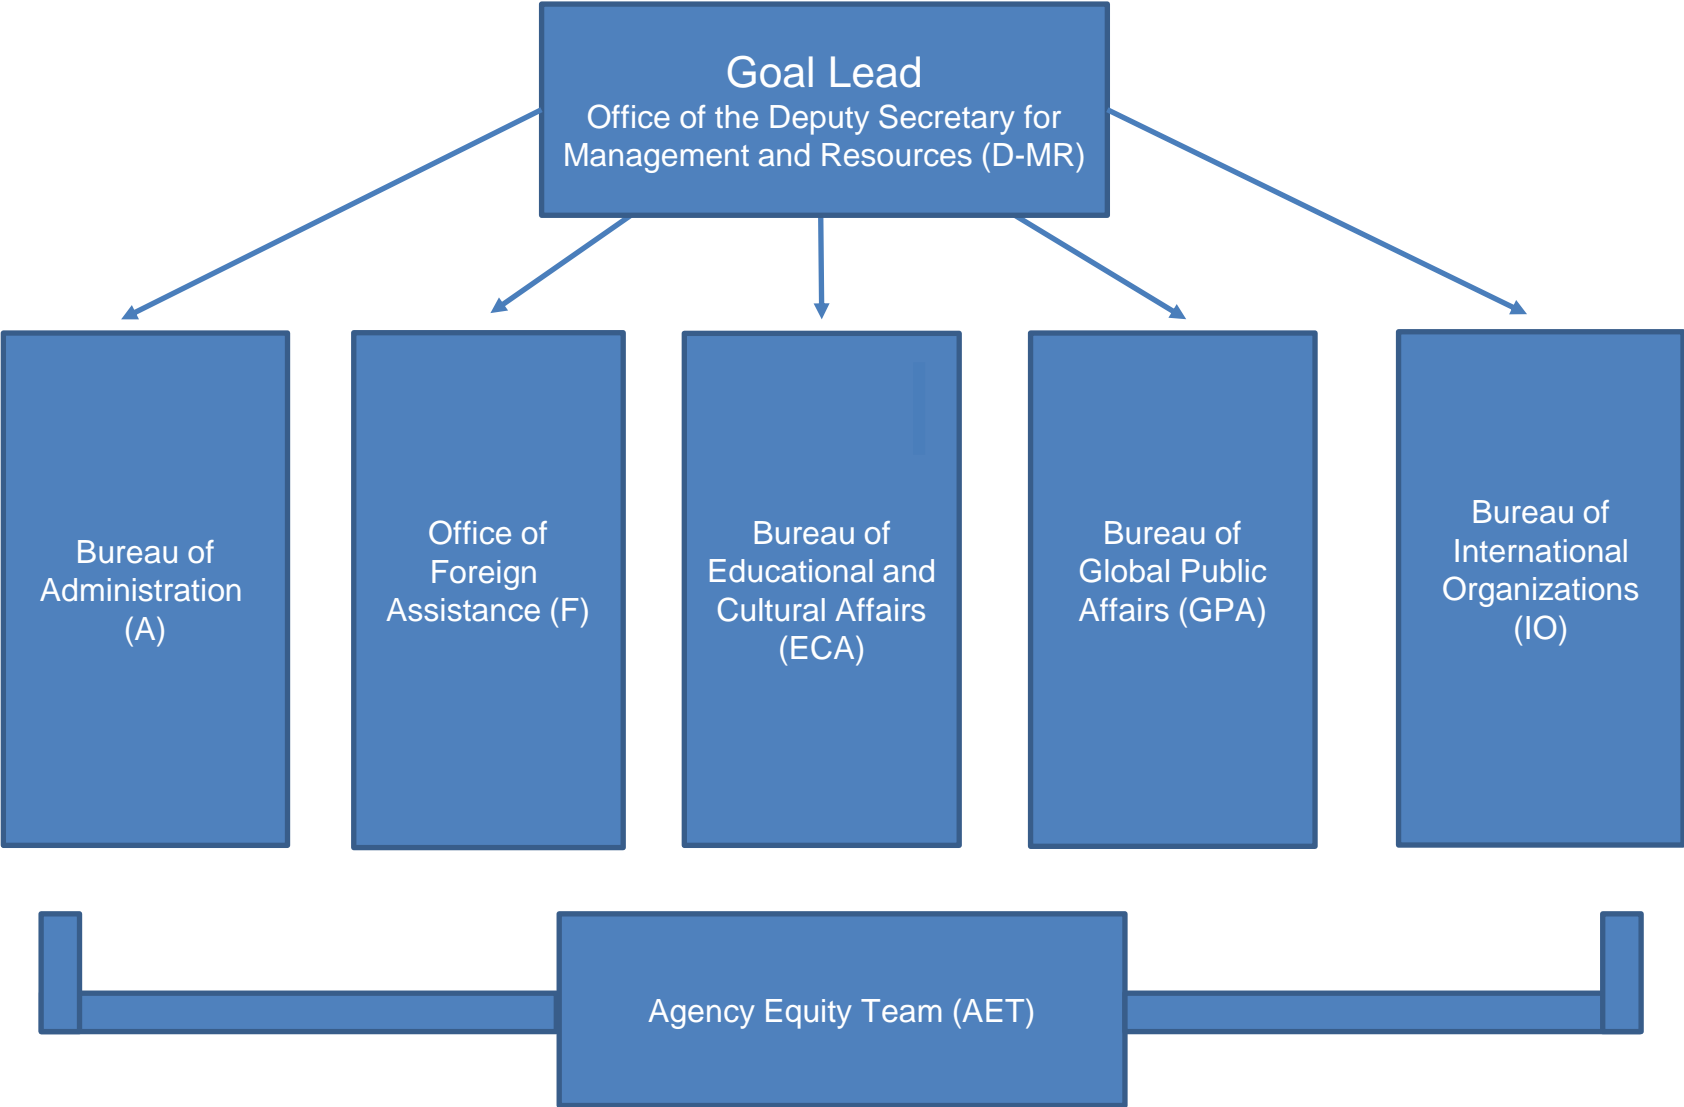 Goal Lead
Office of the Deputy Secretary for
Management and Resources (D-MR)
Bureau of
Administration
(A)
Office of
Foreign
Assistance (F)
Bureau of
Educational and
Cultural Affairs
(ECA)
Bureau of
Global Public
Affairs (GPA)
Bureau of
International
Organizations
(IO)
Agency Equity Team (AET)